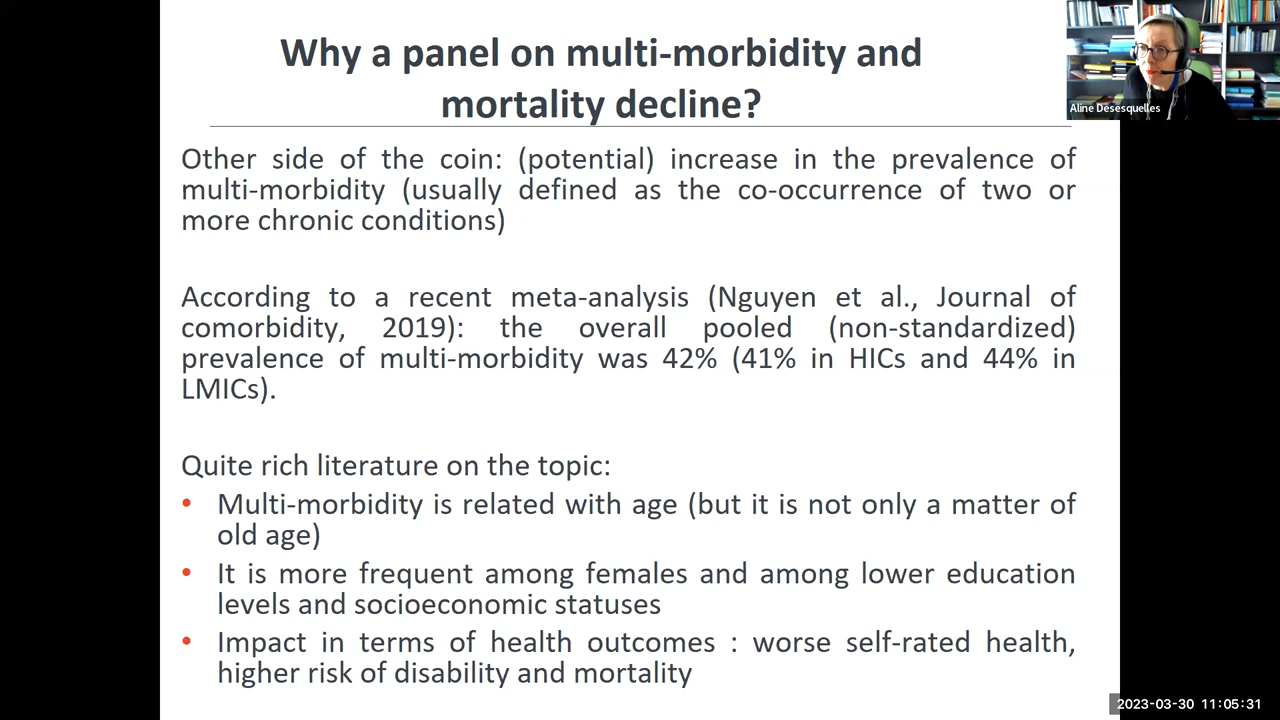 Why a panel on multi-morbidity and
mortality decline?
Aline Desesquelles
Other side of the coin: (potential) increase in the prevalence of
multi-morbidity (usually defined as the co-occurrence of two or
more chronic conditions)
According to a recent meta-analysis (Nguyen et al., Journal of
comorbidity, 2019): the overall pooled (non-standardized)
prevalence of multi-morbidity was 42% (41% in HICs and 44% in
LMICs).
Quite rich literature on the topic:
• Multi-morbidity is related with age (but it is not only a matter of
old age)
• It is more frequent among females and among lower education
levels and socioeconomic statuses
• Impact in terms of health outcomes : worse self-rated health,
higher risk of disability and mortality
2023-03-30 11:05:31